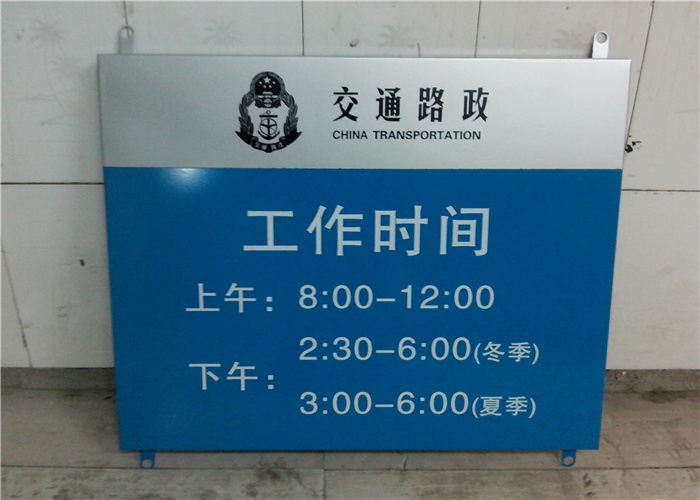 交通路政
CHINA TRANSPORTATION
工作时间
上午：8:00-12:00
下午：2:30-6:00(冬季)
3:00-6:00(夏季)